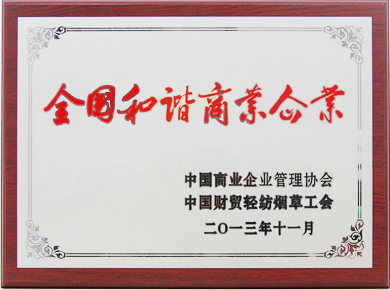 全国和谐商業企業
中国商业企业管理协会
中国财贸轻纺烟草工会
二〇一三年十一月